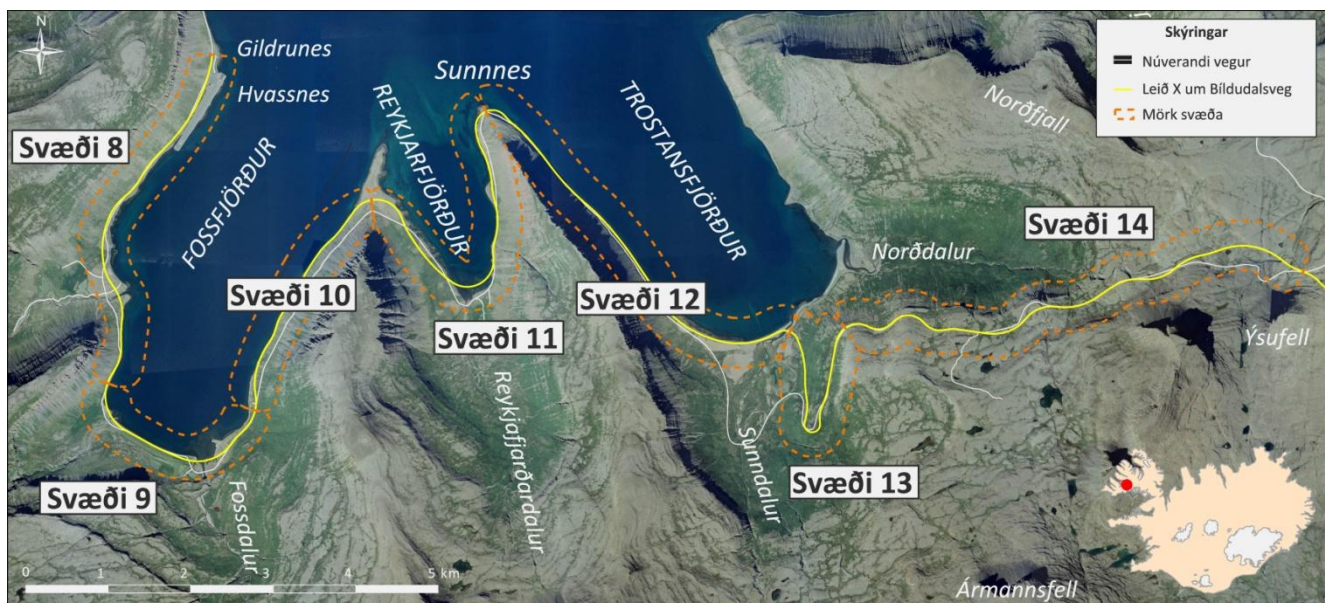 N
Gildrunes
Hvassnes
Sunnnes
REYKJARFJÖRÐUR
TROSTANSFJÖRÐUR
Norðfjall
Skýringar
Núverandi vegur
Leið X um Bíldudalsveg
Mörk svæða
Svæði 8
FOSSFJÖRÐUR
Svæði 10
Svæði 11
Svæði 12
Norðdalur
Svæði 14
Ýsufell
Svæði 9
Fossdalur
Reykjafjarðardalur
Sunndalur
Svæði 13
0 1 2 3 4 5 km
Ármannsfell